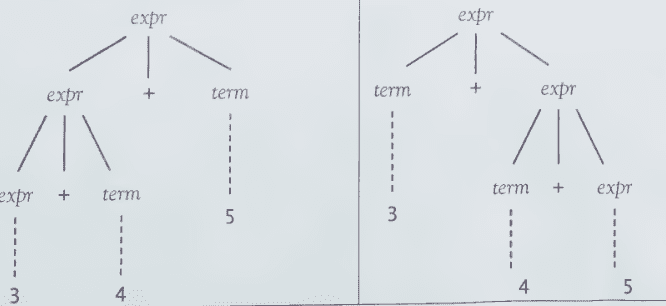 expr
expr + term
expr + term
5
3 4
expr
term + expr
term + expr
3
4 5